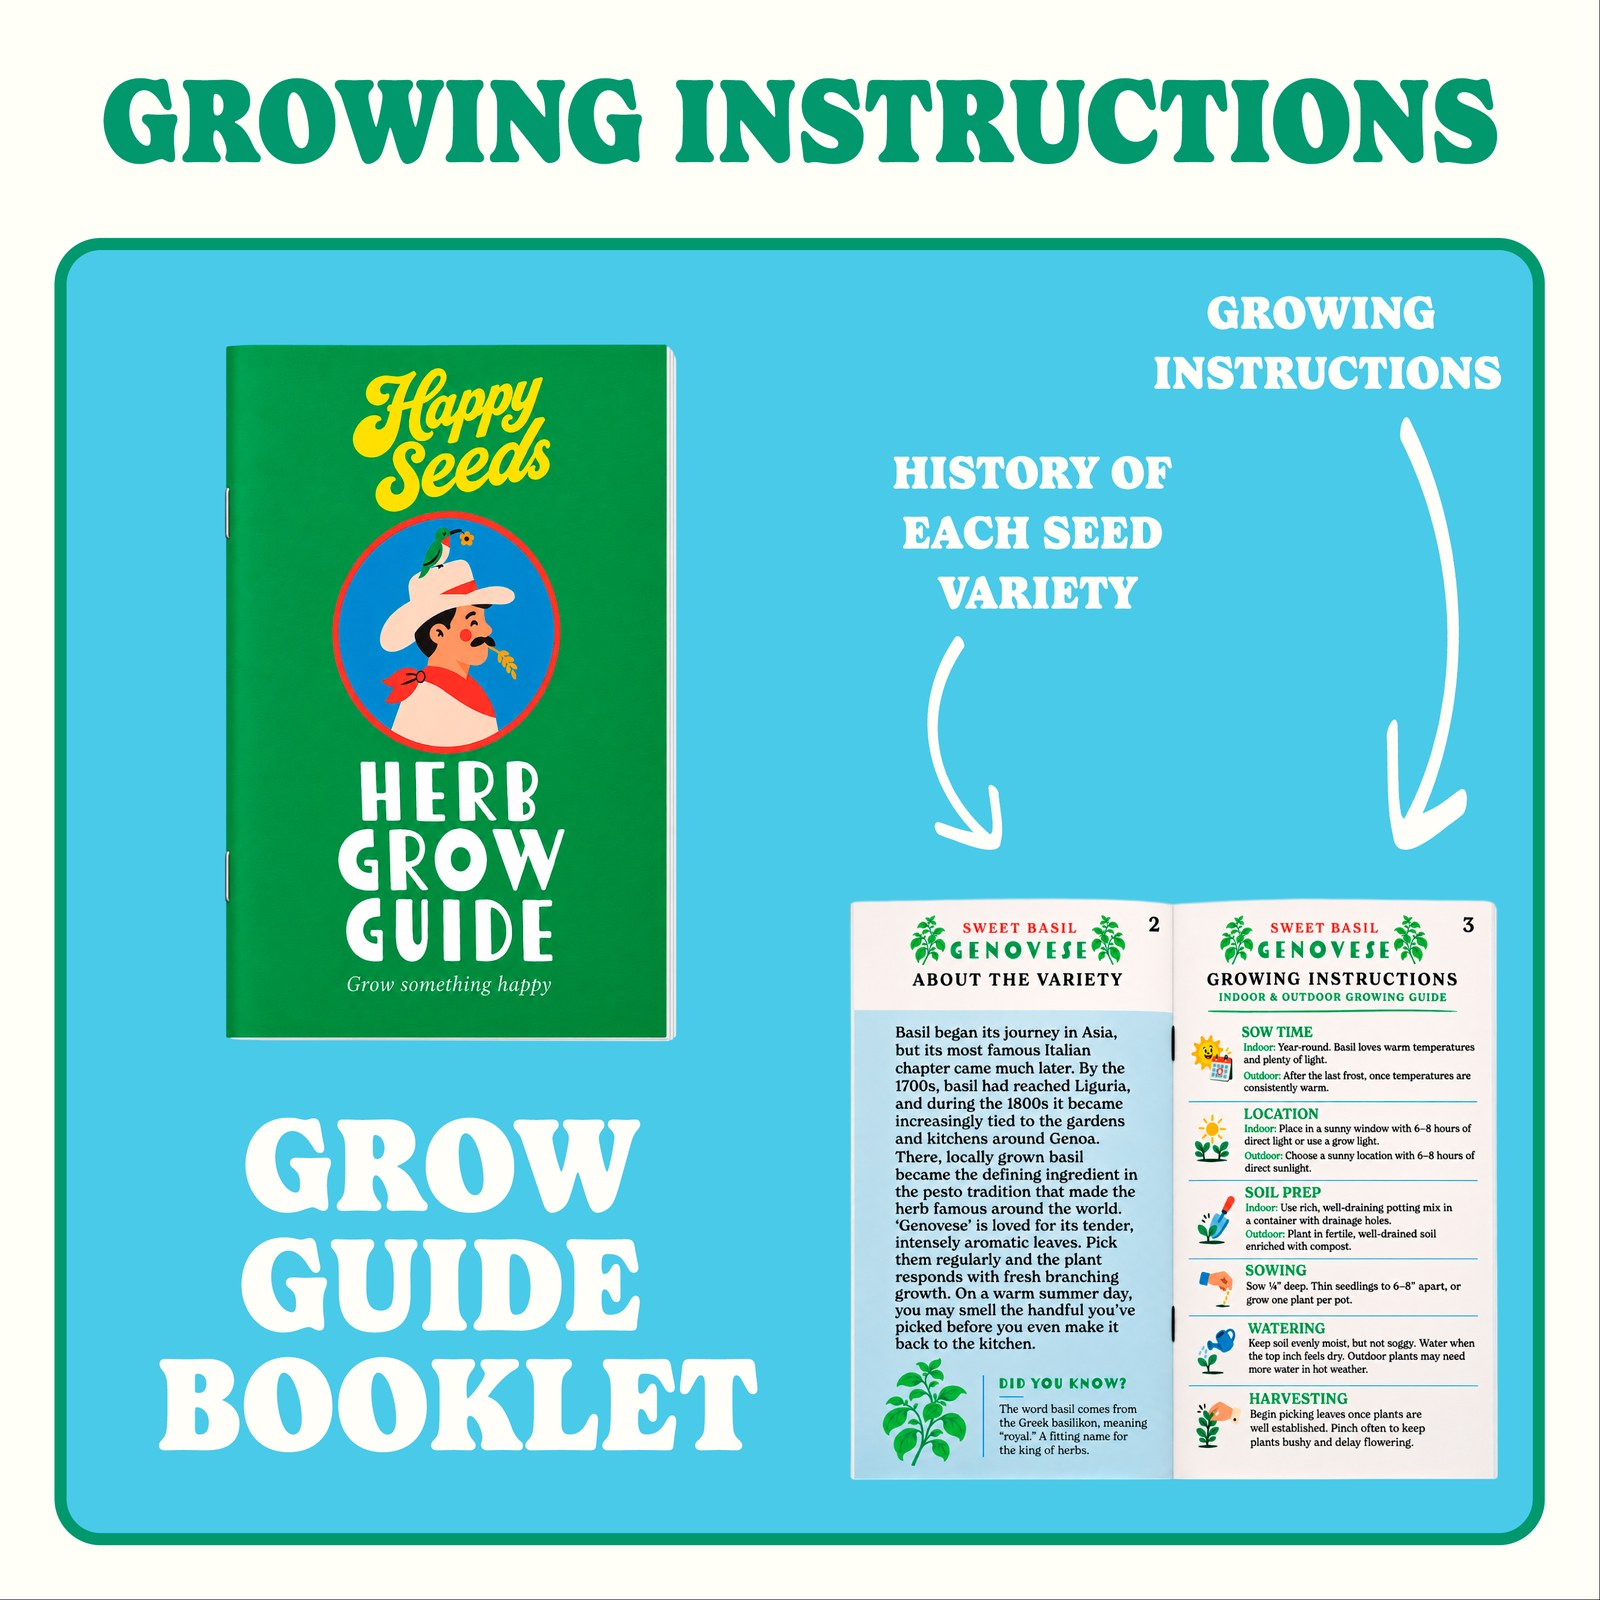 GROWING INSTRUCTIONS
Happy
Seeds
HERB
GROW
GUIDE
Grow something happy
GROW
GUIDE
BOOKLET
HISTORY OF
EACH SEED
VARIETY
GROWING
INSTRUCTIONS
2
SWEET BASIL
GENOVESE
ABOUT THE VARIETY
Basil began its journey in Asia,
but its most famous Italian
chapter came much later. By the
1700s, basil had reached Liguria,
and during the 1800s it became
increasingly tied to the gardens
and kitchens around Genoa.
There, locally grown basil
became the defining ingredient in
the pesto tradition that made the
herb famous around the world.
‘Genovese’ is loved for its tender,
intensely aromatic leaves. Pick
them regularly and the plant
responds with fresh branching
growth. On a warm summer day,
you may smell the handful you’ve
picked before you even make it
back to the kitchen.
DID YOU KNOW?
The word basil comes from
the Greek basilikon, meaning
“royal.” A fitting name for
the king of herbs.
3
SWEET BASIL
GENOVESE
GROWING INSTRUCTIONS
INDOOR & OUTDOOR GROWING GUIDE
SOW TIME
Indoor: Year-round. Basil loves warm temperatures
and plenty of light.
Outdoor: After the last frost, once temperatures are
consistently warm.
LOCATION
Indoor: Place in a sunny window with 6–8 hours of
direct light or use a grow light.
Outdoor: Choose a sunny location with 6–8 hours of
direct sunlight.
SOIL PREP
Indoor: Use rich, well-draining potting mix in
a container with drainage holes.
Outdoor: Plant in fertile, well-drained soil
enriched with compost.
SOWING
Sow ¼” deep. Thin seedlings to 6–8” apart, or
grow one plant per pot.
WATERING
Keep soil evenly moist, but not soggy. Water when
the top inch feels dry. Outdoor plants may need
more water in hot weather.
HARVESTING
Begin picking leaves once plants are
well established. Pinch often to keep
plants bushy and delay flowering.